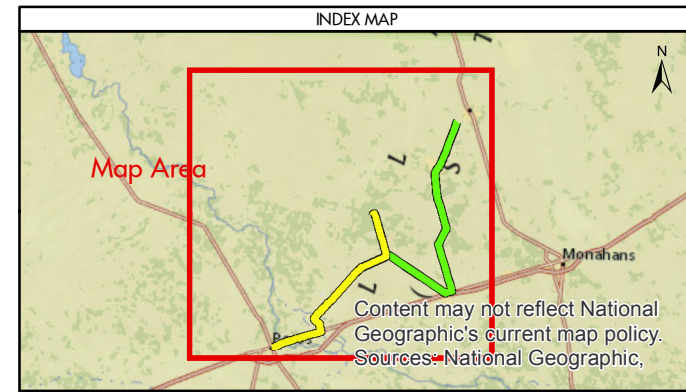 INDEX MAP
N
L
L
S
Map Area
Monahans
L
(
Content may not reflect National
Geographic's current map policy.
Sources: National Geographic,